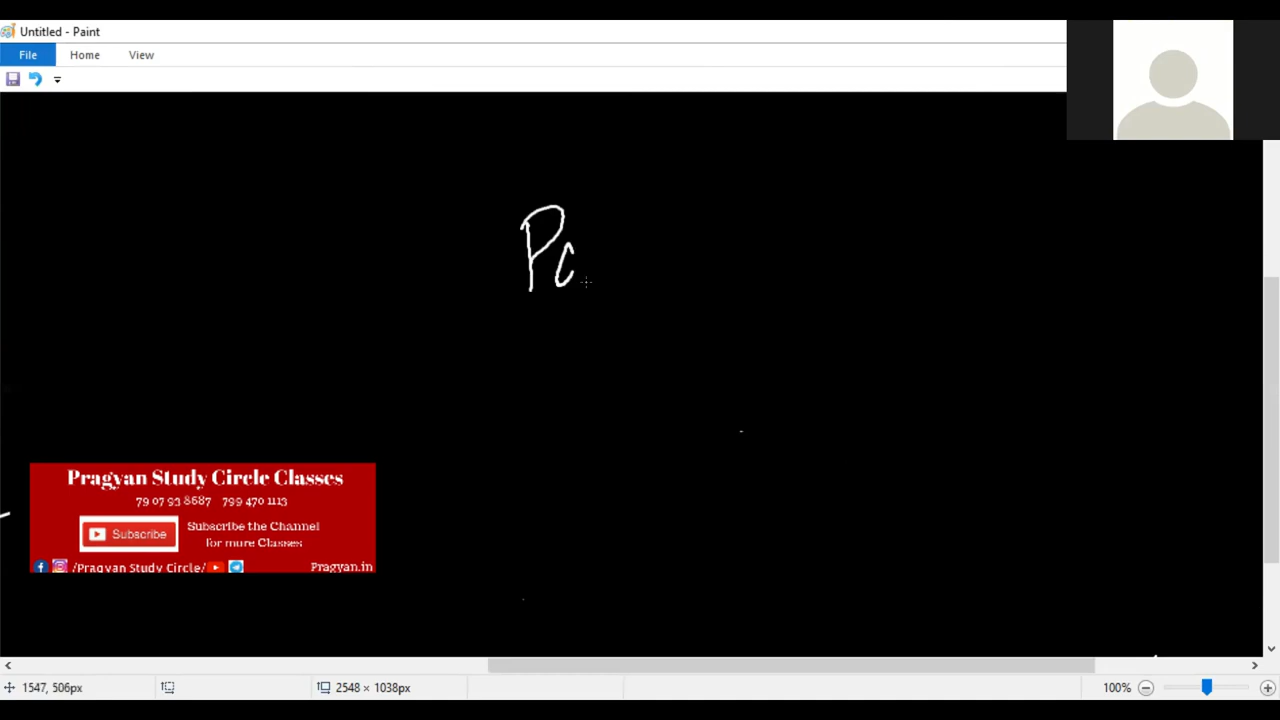 Untitled - Paint
File Home View
Pc
Pragyan Study Circle Classes
79 07 93 8687 799 470 1113
Subscribe
Subscribe the Channel
for more Classes
/Pragyan Study Circle/
Pragyan.in
1547, 506px
2548 × 1038px
100%